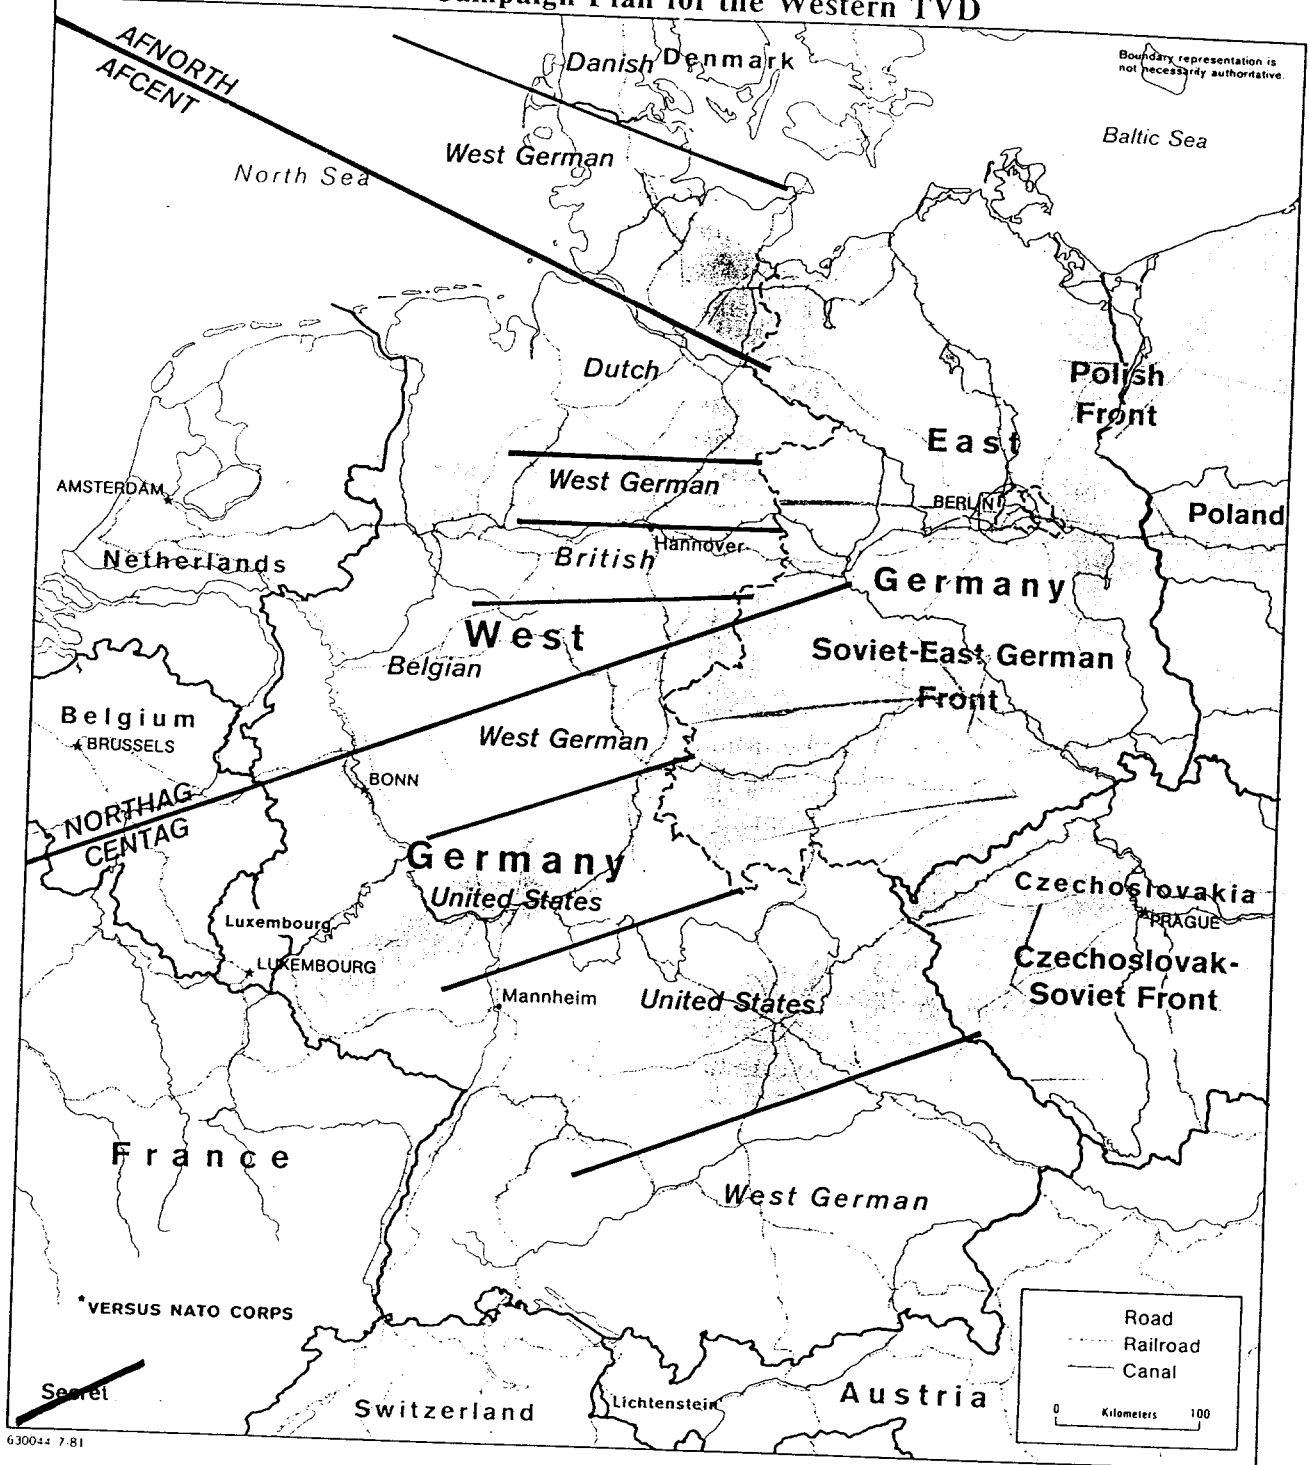 Campaign Plan for the Western TVD
AFNORTH
AFCENT
Danish
Denmark
Boundary representation is
not necessarily authoritative.
Baltic Sea
West German
North Sea
Dutch
Polish
Front
East
West German
AMSTERDAM
BERLIN
Poland
Hannover
British
Netherlands
Germany
West
Belgian
Soviet-East German
Front
Belgium
BRUSSELS
West German
BONN
NORTHAG
CENTAG
Germany
United States
Czechoslovakia
PRAGUE
Luxembourg
LUXEMBOURG
Czechoslovak-
Soviet Front
Mannheim
United States
France
West German
*VERSUS NATO CORPS
Road
Railroad
Canal
0 Kilometers 100
Secret
Switzerland
Lichtenstein
Austria
630044 7-81